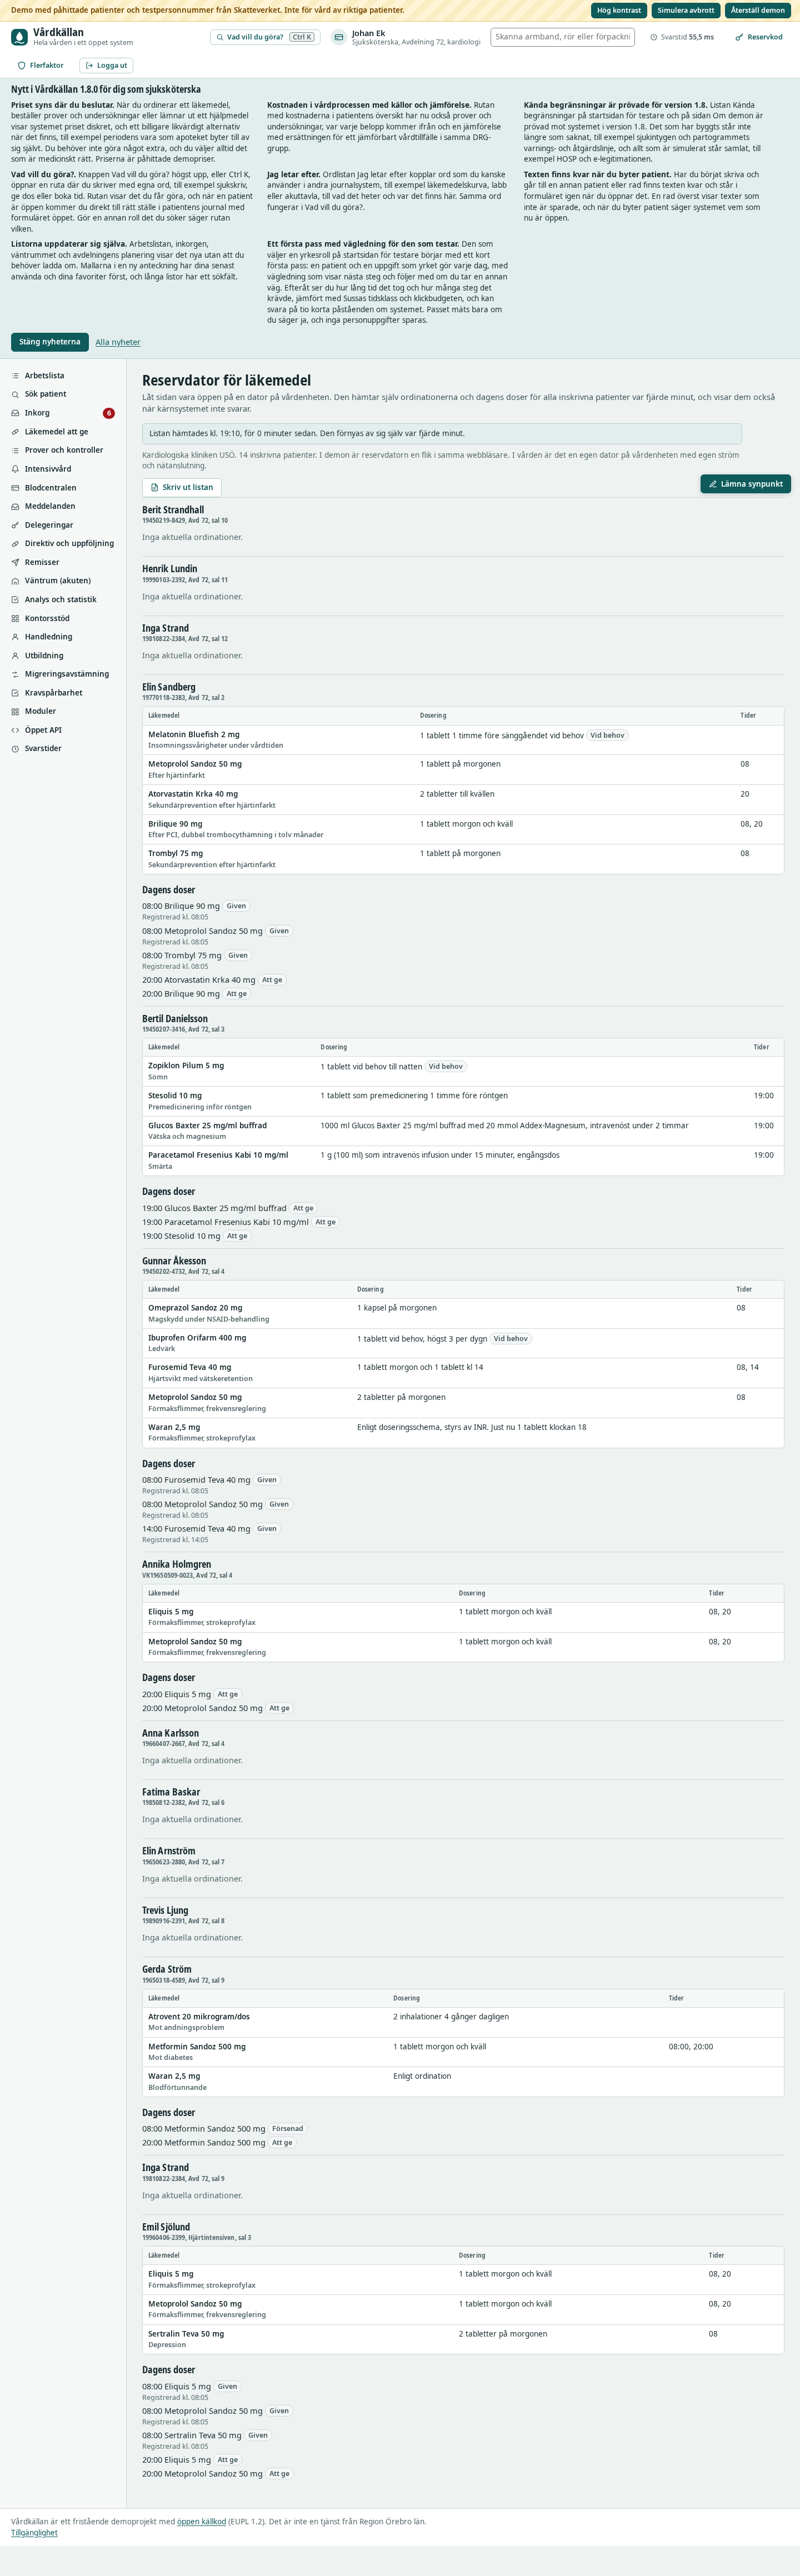 Demo med påhittade patienter och testpersonnummer från Skatteverket. Inte för vård av riktiga patienter.
Hög kontrast
Simulera avbrott
Återställ demon
Vårdkällan
Hela vården i ett öppet system
Vad vill du göra? Ctrl K
Johan Ek
Sjuksköterska, Avdelning 72, kardiologi
Skanna armband, rör eller förpackni
Svarstid 55,5 ms
Reservkod
Flerfaktor
Logga ut
Nytt i Vårdkällan 1.8.0 för dig som sjuksköterska
Priset syns där du beslutar. När du ordinerar ett läkemedel,
beställer prover och undersökningar eller lämnar ut ett hjälpmedel
visar systemet priset diskret, och ett billigare likvärdigt alternativ
när det finns, till exempel periodens vara som apoteket byter till av sig
sig självt. Du behöver inte göra något extra, och du väljer alltid det
som är medicinskt rätt. Priserna är påhittade demopriser.
Kostnaden i vårdprocessen med källor och jämförelse. Rutan
med kostnaderna i patientens översikt har nu också prover och
undersökningar, var varje belopp kommer ifrån och en jämförelse
med ersättningen för ett jämförbart vårdtillfälle i samma DRG-
grupp.
Kända begränsningar är prövade för version 1.8. Listan Kända
begränsningar på startsidan för testare och på sidan Om demon är
prövad mot systemet i version 1.8. Det som har byggts står inte
längre som saknat, till exempel sjukintygen och partogrammets
varnings- och åtgärdslinje, och allt som är simulerat står samlat, till
exempel HOSP och e-legitimationen.
Vad vill du göra?. Knappen Vad vill du göra? högst upp, eller Ctrl K,
öppnar en ruta där du skriver med egna ord, till exempel sjukskriv,
ge dos eller boka tid. Rutan visar det du får göra, och när en patient
är öppen kommer du direkt till rätt ställe i patientens journal med
formuläret öppet. Gör en annan roll det du söker säger rutan
vilken.
Jag letar efter. Ordlistan Jag letar efter kopplar ord som du kanske
använder i andra journalsystem, till exempel läkemedelskurva, labb
eller utdatalista, till vad det heter och var det finns här. Samma ord
fungerar i Vad vill du göra?.
Texten finns kvar när du byter patient. Har du börjat skriva och
går till en annan patient eller rad finns texten kvar och står i
formuläret igen när du öppnar det. En rad överst visar texter som
inte är sparade, och när du byter patient säger systemet vem som
nu är öppen.
Listorna uppdaterar sig själva. Arbetslistan, inkorgen,
väntrummet och avdelningens planering visar det nya utan att du
behöver ladda om. Mallarna i en ny anteckning har dina senast
använda och dina favoriter först, och långa listor har ett sökfält.
Ett första pass med vägledning för den som testar. Den som
väljer en yrkesroll på startsidan för testare börjar med ett kort
första pass: en patient och en uppgift som yrket gör varje dag, med
vägledning som visar nästa steg och följer med om du tar en annan
väg. Efteråt ser du hur lång tid det tog och hur många steg det
krävde, jämfört med Sussas tidsklass och klickbudgeten, och kan
svara på tio korta påståenden om systemet. Passet mäts bara om
du säger ja, och inga personuppgifter sparas.
Stäng nyheterna
Alla nyheter
Arbetslista
Sök patient
Inkorg 6
Läkemedel att ge
Prover och kontroller
Intensivvård
Blodcentralen
Meddelanden
Delegeringar
Direktiv och uppföljning
Remisser
Väntrum (akuten)
Analys och statistik
Kontorsstöd
Handledning
Utbildning
Migreringsavstämning
Kravspårbarhet
Moduler
Öppet API
Svarstider
Reservdator för läkemedel
Låt sidan vara öppen på en dator på vårdenheten. Den hämtar själv ordinationerna och dagens doser för alla inskrivna patienter var fjärde minut, och visar dem också
när kärnsystemet inte svarar.
Listan hämtades kl. 19:10, för 0 minuter sedan. Den förnyas av sig själv var fjärde minut.
Kardiologiska kliniken USÖ. 14 inskrivna patienter. I demon är reservdatorn en flik i samma webbläsare. I vården är det en egen dator på vårdenheten med egen ström
och nätanslutning.
Skriv ut listan
Lämna synpunkt
Berit Strandhall
19450219-8429, Avd 72, sal 10
Inga aktuella ordinationer.
Henrik Lundin
19990103-2392, Avd 72, sal 11
Inga aktuella ordinationer.
Inga Strand
19810822-2384, Avd 72, sal 12
Inga aktuella ordinationer.
Elin Sandberg
19770118-2383, Avd 72, sal 2
Läkemedel Dosering Tider
Melatonin Bluefish 2 mg 1 tablett 1 timme före sänggåendet vid behov Vid behov
Insomningssvårigheter under vårdtiden
Metoprolol Sandoz 50 mg 1 tablett på morgonen 08
Efter hjärtinfarkt
Atorvastatin Krka 40 mg 2 tabletter till kvällen 20
Sekundärprevention efter hjärtinfarkt
Brilique 90 mg 1 tablett morgon och kväll 08, 20
Efter PCI, dubbel trombocythämning i tolv månader
Trombyl 75 mg 1 tablett på morgonen 08
Sekundärprevention efter hjärtinfarkt
Dagens doser
08:00 Brilique 90 mg Given
Registrerad kl. 08:05
08:00 Metoprolol Sandoz 50 mg Given
Registrerad kl. 08:05
08:00 Trombyl 75 mg Given
Registrerad kl. 08:05
20:00 Atorvastatin Krka 40 mg Att ge
20:00 Brilique 90 mg Att ge
Bertil Danielsson
19450207-3416, Avd 72, sal 3
Läkemedel Dosering Tider
Zopiklon Pilum 5 mg 1 tablett vid behov till natten Vid behov
Sömn
Stesolid 10 mg 1 tablett som premedicinering 1 timme före röntgen 19:00
Premedicinering inför röntgen
Glucos Baxter 25 mg/ml buffrad 1000 ml Glucos Baxter 25 mg/ml buffrad med 20 mmol Addex-Magnesium, intravenöst under 2 timmar 19:00
Vätska och magnesium
Paracetamol Fresenius Kabi 10 mg/ml 1 g (100 ml) som intravenös infusion under 15 minuter, engångsdos 19:00
Smärta
Dagens doser
19:00 Glucos Baxter 25 mg/ml buffrad Att ge
19:00 Paracetamol Fresenius Kabi 10 mg/ml Att ge
19:00 Stesolid 10 mg Att ge
Gunnar Åkesson
19450202-4732, Avd 72, sal 4
Läkemedel Dosering Tider
Omeprazol Sandoz 20 mg 1 kapsel på morgonen 08
Magskydd under NSAID-behandling
Ibuprofen Orifarm 400 mg 1 tablett vid behov, högst 3 per dygn Vid behov
Ledvärk
Furosemid Teva 40 mg 1 tablett morgon och 1 tablett kl 14 08, 14
Hjärtsvikt med vätskeretention
Metoprolol Sandoz 50 mg 2 tabletter på morgonen 08
Förmaksflimmer, frekvensreglering
Waran 2,5 mg Enligt doseringsschema, styrs av INR. Just nu 1 tablett klockan 18
Förmaksflimmer, strokeprofylax
Dagens doser
08:00 Furosemid Teva 40 mg Given
Registrerad kl. 08:05
08:00 Metoprolol Sandoz 50 mg Given
Registrerad kl. 08:05
14:00 Furosemid Teva 40 mg Given
Registrerad kl. 14:05
Annika Holmgren
VK19650509-0023, Avd 72, sal 4
Läkemedel Dosering Tider
Eliquis 5 mg 1 tablett morgon och kväll 08, 20
Förmaksflimmer, strokeprofylax
Metoprolol Sandoz 50 mg 1 tablett morgon och kväll 08, 20
Förmaksflimmer, frekvensreglering
Dagens doser
20:00 Eliquis 5 mg Att ge
20:00 Metoprolol Sandoz 50 mg Att ge
Anna Karlsson
19660407-2667, Avd 72, sal 4
Inga aktuella ordinationer.
Fatima Baskar
19850812-2382, Avd 72, sal 6
Inga aktuella ordinationer.
Elin Arnström
19650623-2880, Avd 72, sal 7
Inga aktuella ordinationer.
Trevis Ljung
19890916-2391, Avd 72, sal 8
Inga aktuella ordinationer.
Gerda Ström
19650318-4589, Avd 72, sal 9
Läkemedel Dosering Tider
Atrovent 20 mikrogram/dos 2 inhalationer 4 gånger dagligen
Mot andningsproblem
Metformin Sandoz 500 mg 1 tablett morgon och kväll 08:00, 20:00
Mot diabetes
Waran 2,5 mg Enligt ordination
Blodförtunnande
Dagens doser
08:00 Metformin Sandoz 500 mg Försenad
20:00 Metformin Sandoz 500 mg Att ge
Inga Strand
19810822-2384, Avd 72, sal 9
Inga aktuella ordinationer.
Emil Sjölund
19960406-2399, Hjärtintensiven, sal 3
Läkemedel Dosering Tider
Eliquis 5 mg 1 tablett morgon och kväll 08, 20
Förmaksflimmer, strokeprofylax
Metoprolol Sandoz 50 mg 1 tablett morgon och kväll 08, 20
Förmaksflimmer, frekvensreglering
Sertralin Teva 50 mg 2 tabletter på morgonen 08
Depression
Dagens doser
08:00 Eliquis 5 mg Given
Registrerad kl. 08:05
08:00 Metoprolol Sandoz 50 mg Given
Registrerad kl. 08:05
08:00 Sertralin Teva 50 mg Given
Registrerad kl. 08:05
20:00 Eliquis 5 mg Att ge
20:00 Metoprolol Sandoz 50 mg Att ge
Vårdkällan är ett fristående demoprojekt med öppen källkod (EUPL 1.2). Det är inte en tjänst från Region Örebro län.
Tillgänglighet